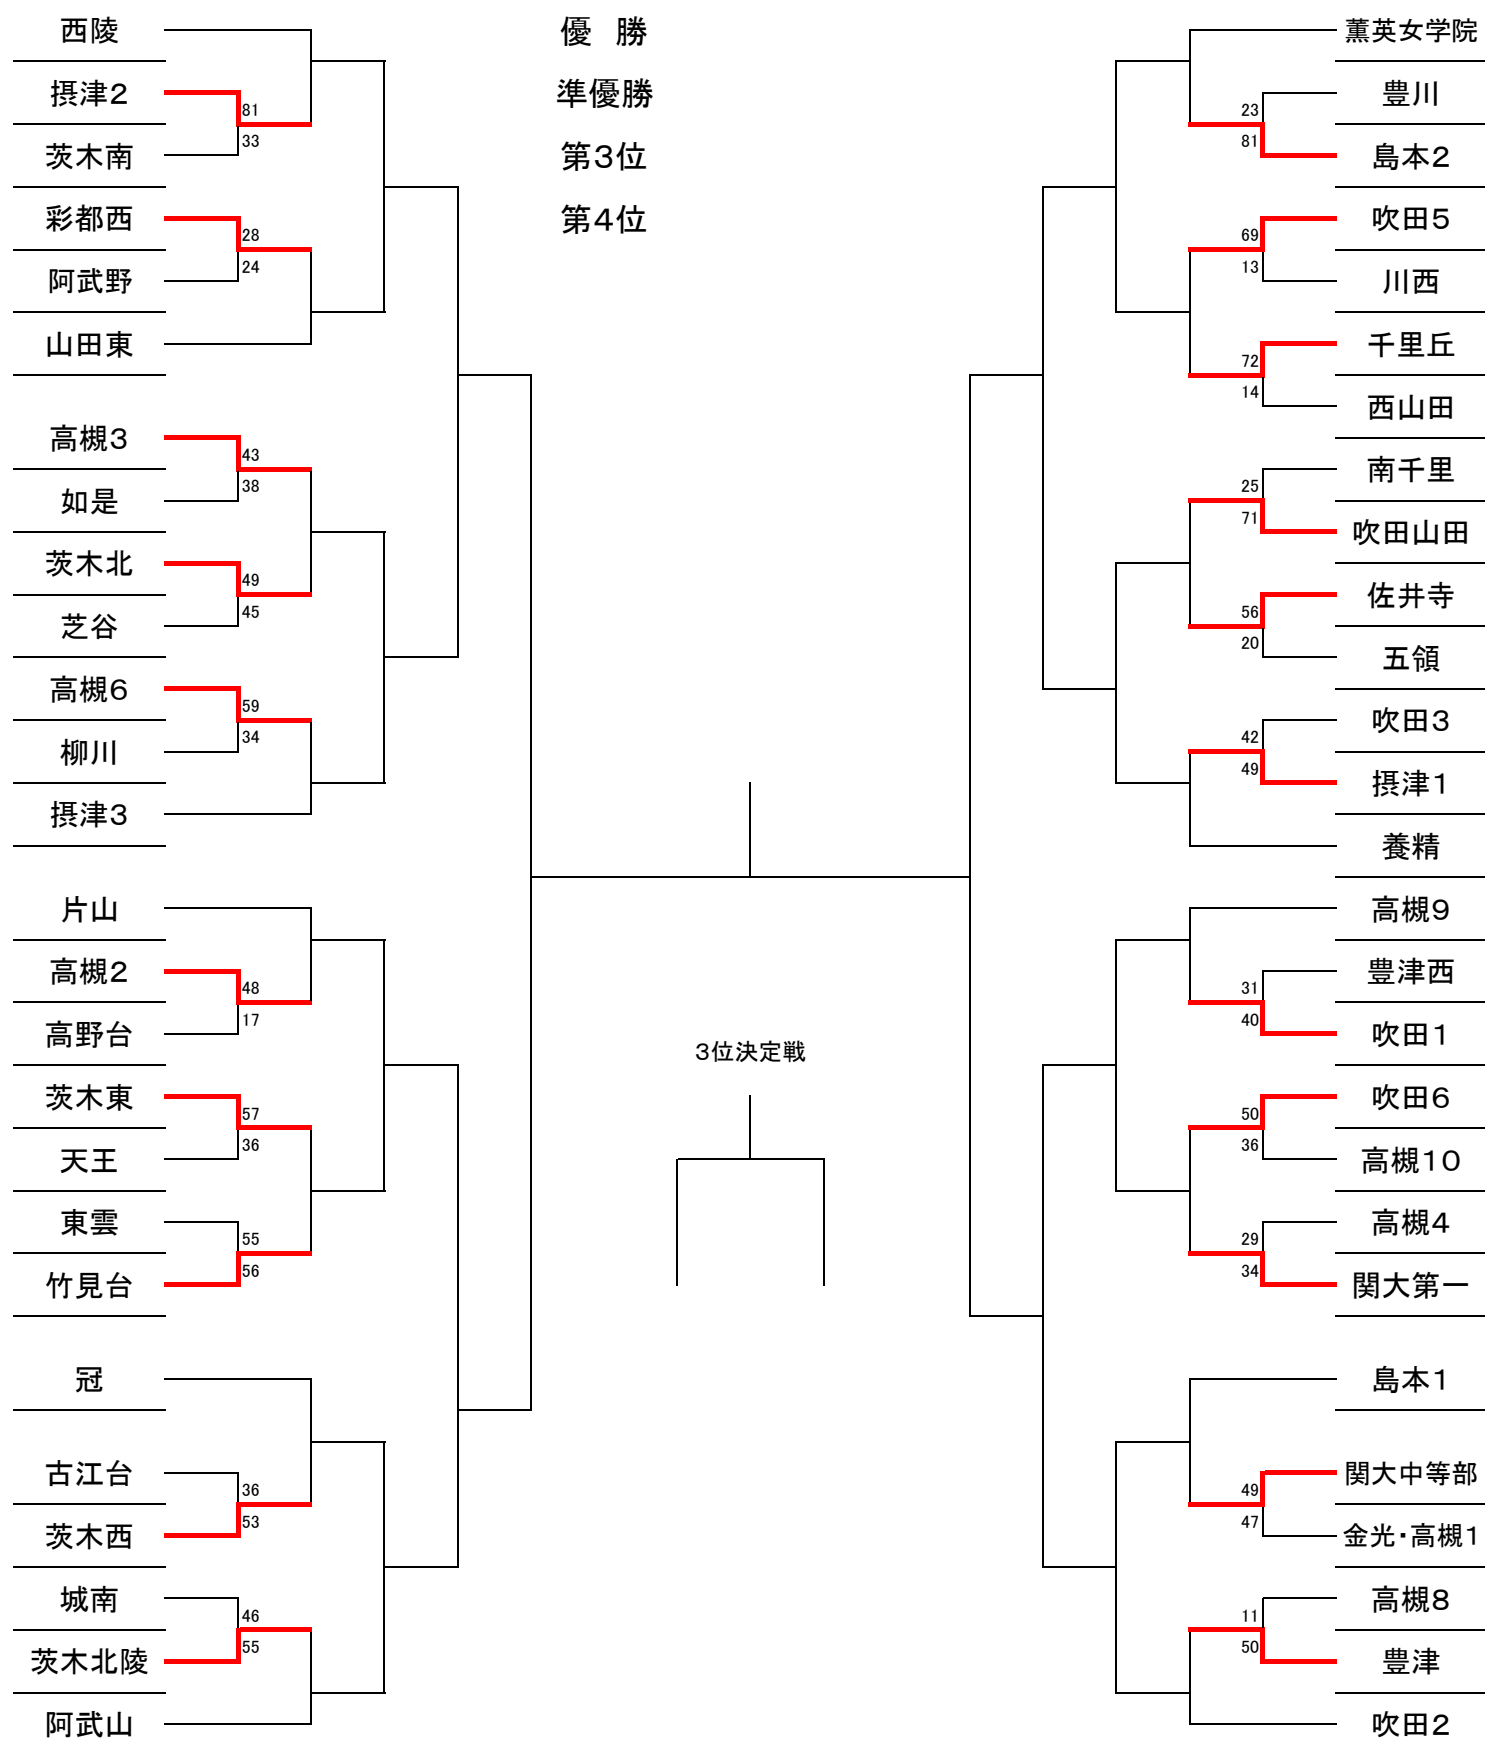 優　勝
準優勝
第3位
第4位
西陵
摂津2
81
33
茨木南
彩都西
28
24
阿武野
山田東
高槻3
43
38
如是
茨木北
49
45
芝谷
高槻6
59
34
柳川
摂津3
片山
高槻2
48
17
高野台
茨木東
57
36
天王
東雲
55
56
竹見台
冠
古江台
36
53
茨木西
城南
46
55
茨木北陵
阿武山
3位決定戦
薫英女学院
豊川
23
81
島本2
吹田5
69
13
川西
千里丘
72
14
西山田
南千里
25
71
吹田山田
佐井寺
56
20
五領
吹田3
42
49
摂津1
養精
高槻9
豊津西
31
40
吹田1
吹田6
50
36
高槻10
高槻4
29
34
関大第一
島本1
関大中等部
49
47
金光・高槻1
高槻8
11
50
豊津
吹田2